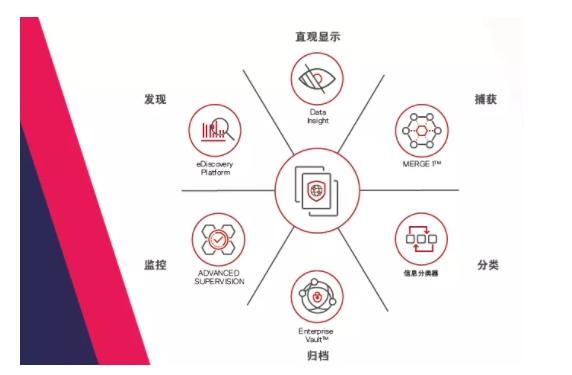 直观显示
Data
Insight
发现
捕获
eDiscovery
Platform
MERGE 1™
监控
ADVANCED
SUPERVISION
信息分类器
分类
Enterprise
Vault™
归档